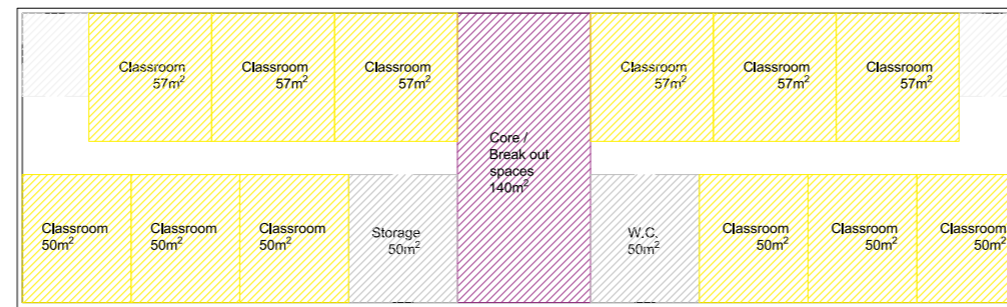 Classroom
57m²
Classroom
57m²
Classroom
57m²
Classroom
57m²
Classroom
57m²
Classroom
57m²
Core /
Break out
spaces
140m²
Classroom
50m²
Classroom
50m²
Classroom
50m²
Storage
50m²
W.C.
50m²
Classroom
50m²
Classroom
50m²
Classroom
50m²